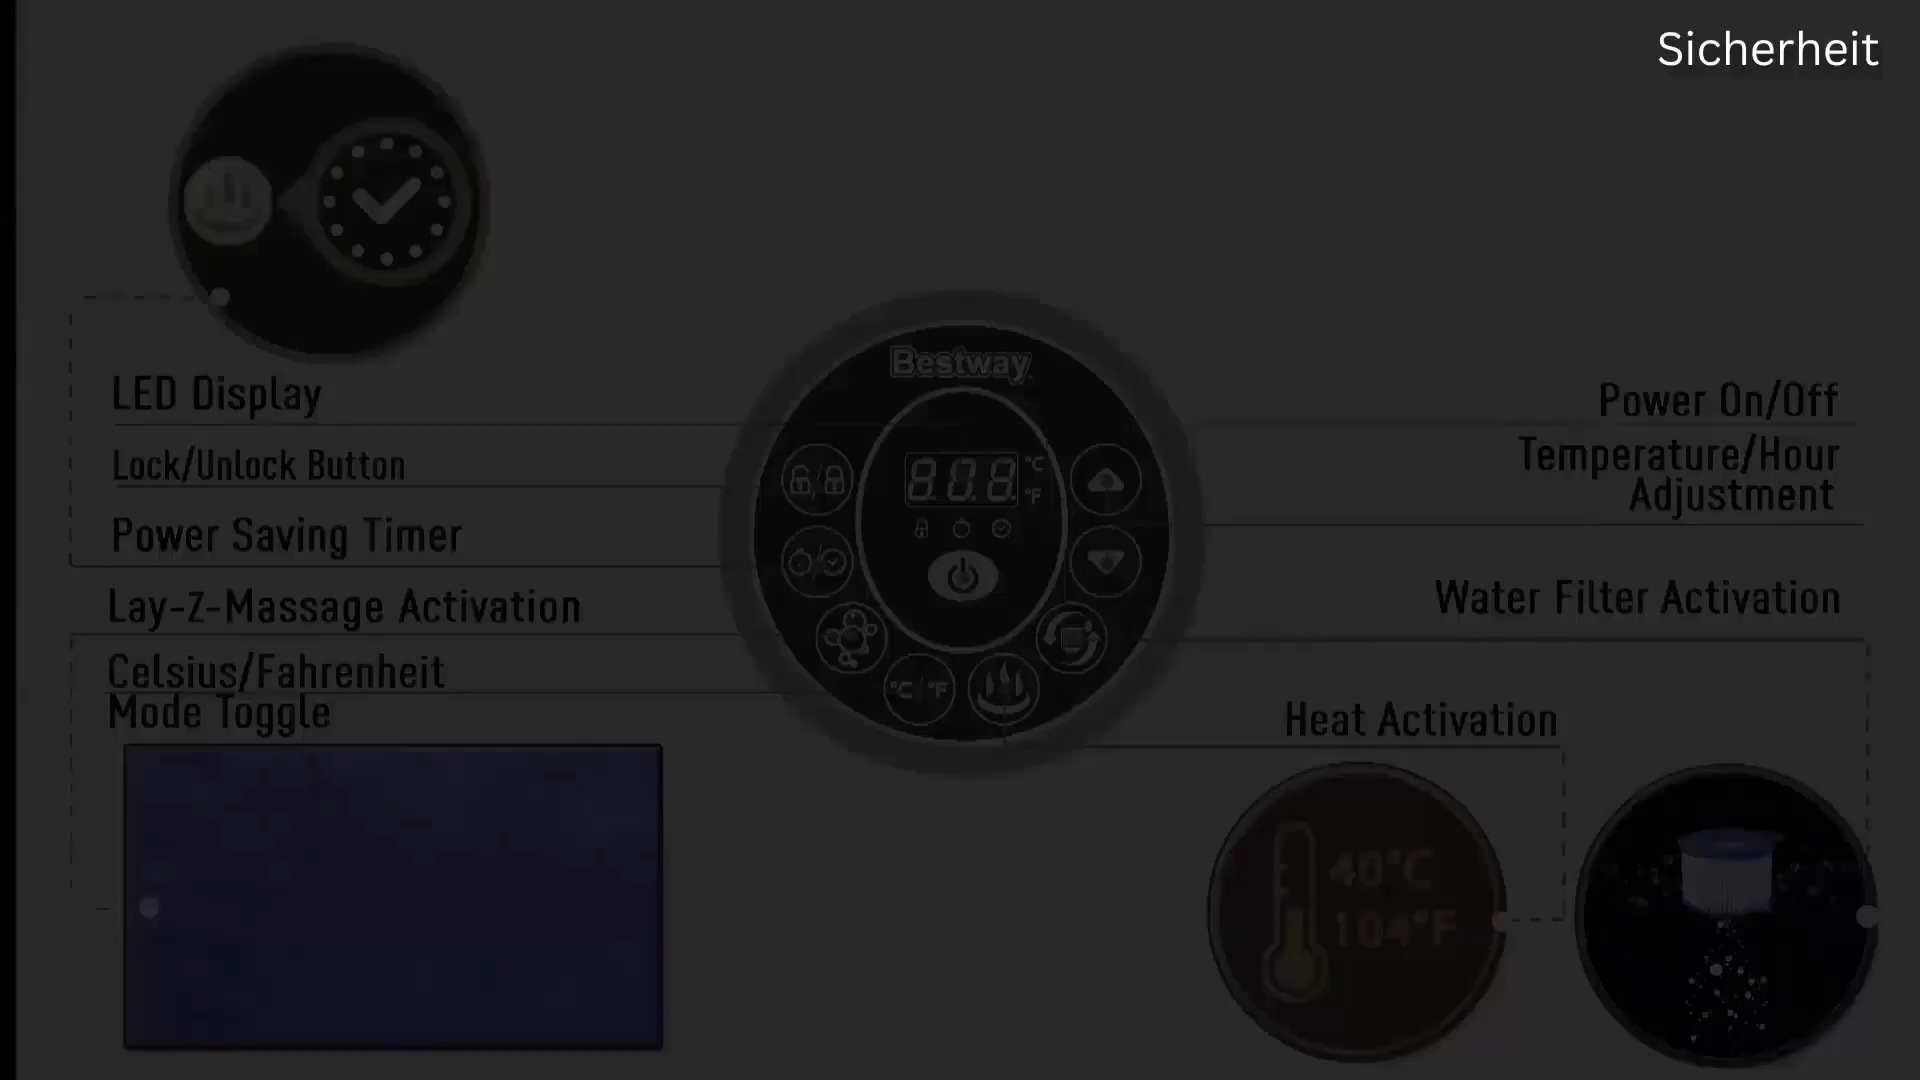 Sicherheit
LED Display
Lock/Unlock Button
Power Saving Timer
Lay-Z-Massage Activation
Celsius/Fahrenheit
Mode Toggle
Bestway
888
°C
°F
°C/°F
Power On/Off
Temperature/Hour
Adjustment
Water Filter Activation
Heat Activation
40°C
104°F